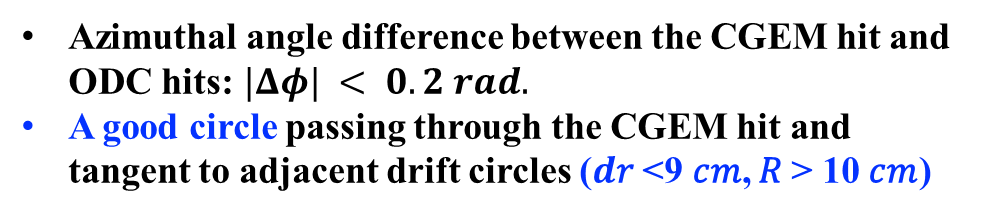 • Azimuthal angle difference between the CGEM hit and
ODC hits: |Δϕ| < 0.2 rad.
• A good circle passing through the CGEM hit and
tangent to adjacent drift circles (dr <9 cm, R > 10 cm)